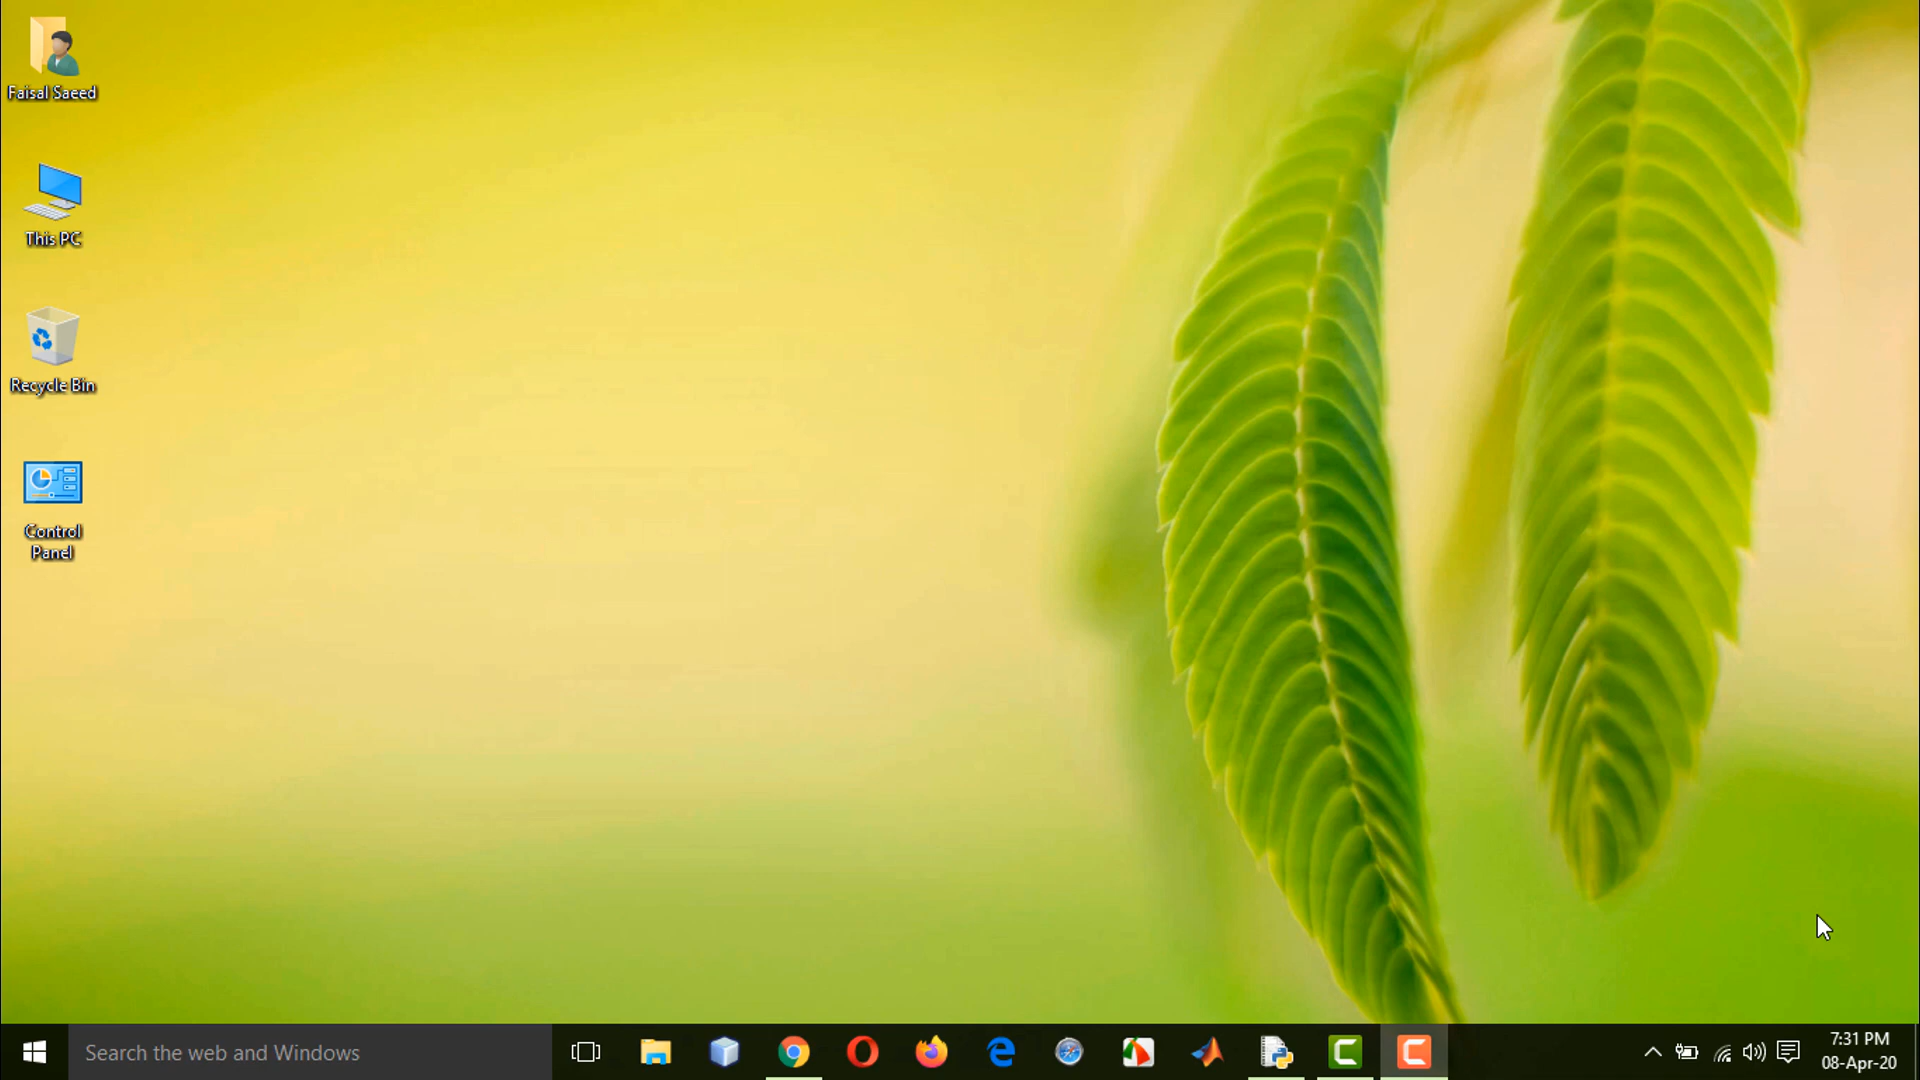 Faisal Saeed
This PC
Recycle Bin
Control
Panel
Search the web and Windows
7:31 PM
08-Apr-20